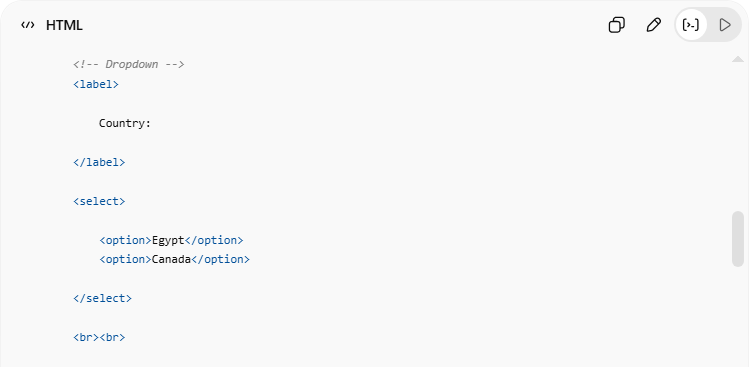 HTML
<!-- Dropdown -->
<label>
Country:
</label>
<select>
<option>Egypt</option>
<option>Canada</option>
</select>
<br><br>